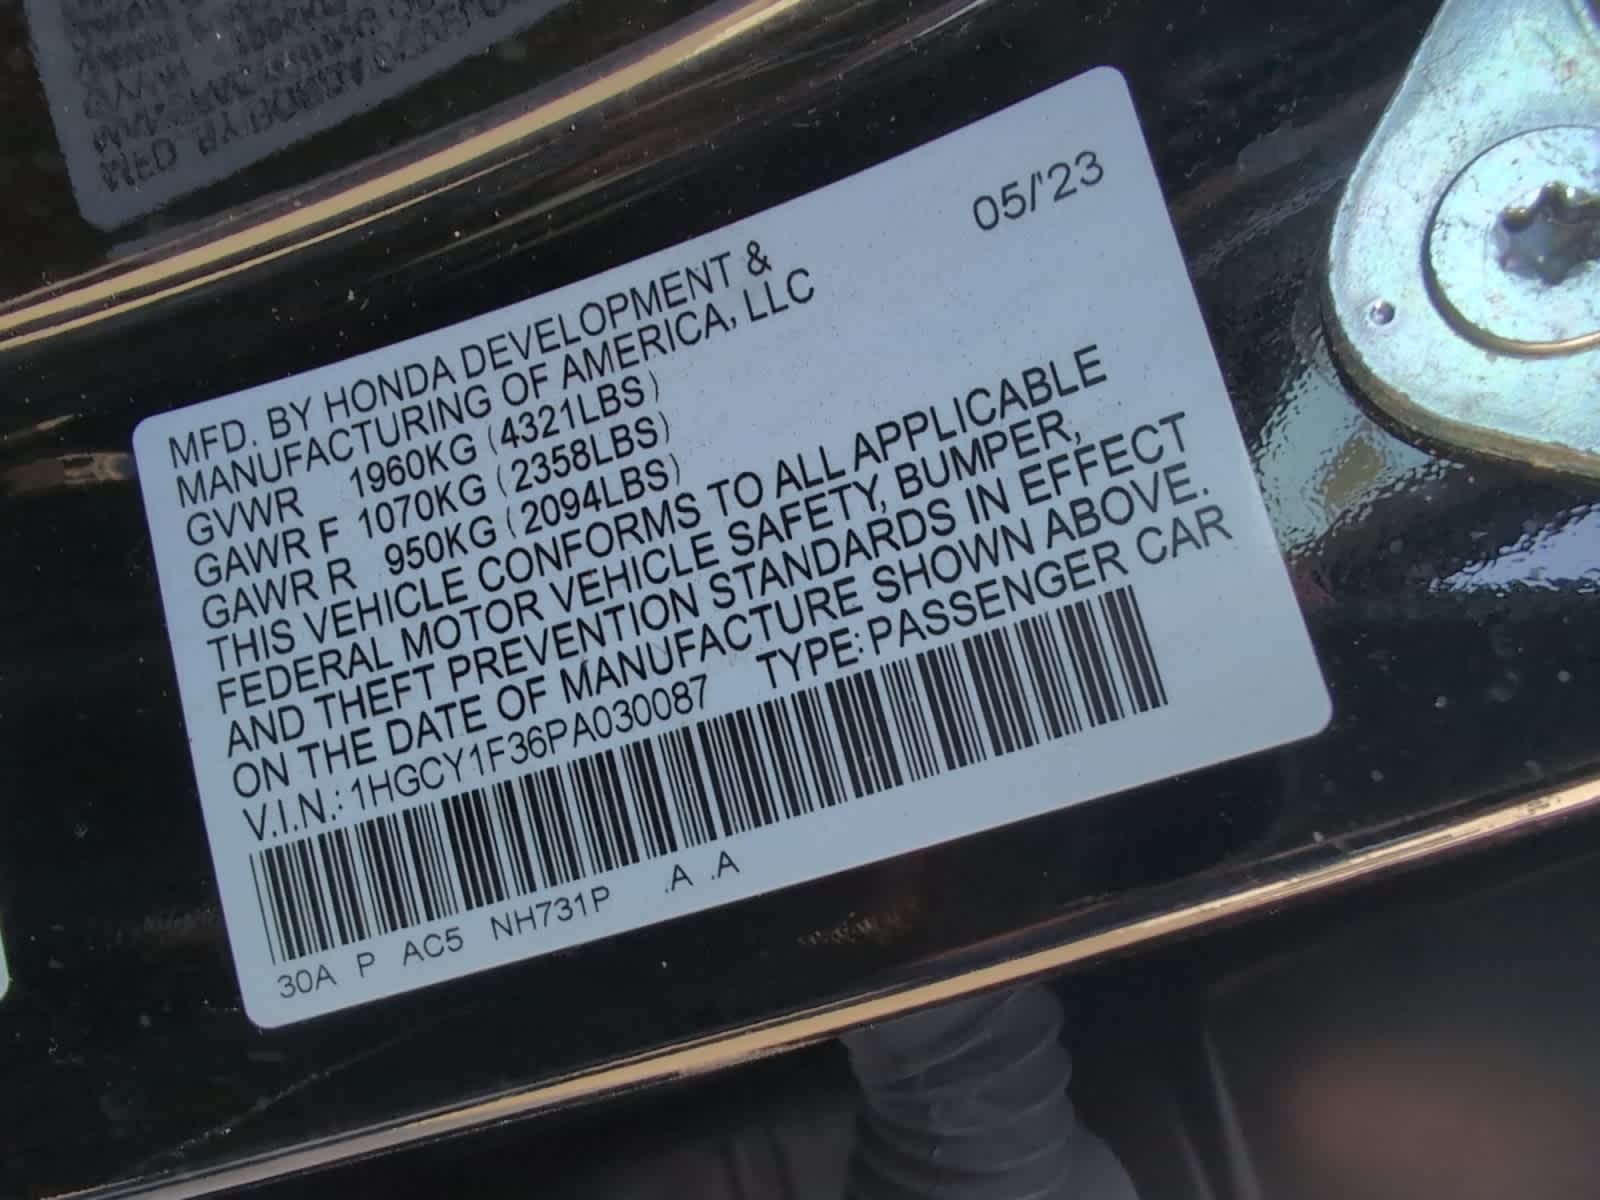 05/'23
MFD. BY HONDA DEVELOPMENT &
MANUFACTURING OF AMERICA, LLC
GVWR 1960KG (4321LBS)
GAWR F 1070KG (2358LBS)
GAWR R 950KG (2094LBS)
THIS VEHICLE CONFORMS TO ALL APPLICABLE
FEDERAL MOTOR VEHICLE SAFETY, BUMPER,
AND THEFT PREVENTION STANDARDS IN EFFECT
ON THE DATE OF MANUFACTURE SHOWN ABOVE.
V.I.N.: 1HGCY1F36PA030087 TYPE: PASSENGER CAR
30A P AC5 NH731P .A .A